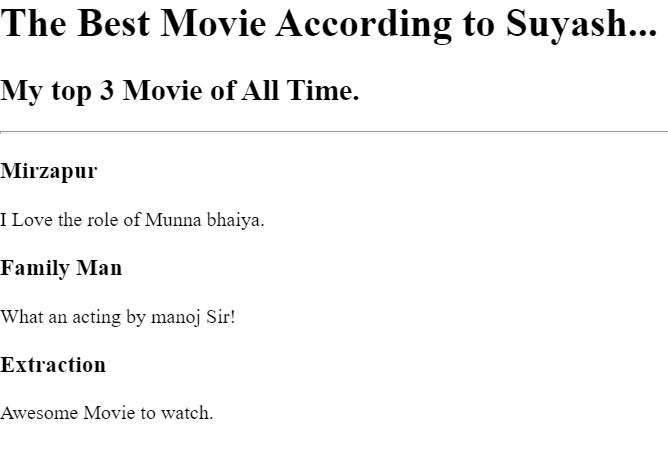 The Best Movie According to Suyash...
My top 3 Movie of All Time.
Mirzapur
I Love the role of Munna bhaiya.
Family Man
What an acting by manoj Sir!
Extraction
Awesome Movie to watch.